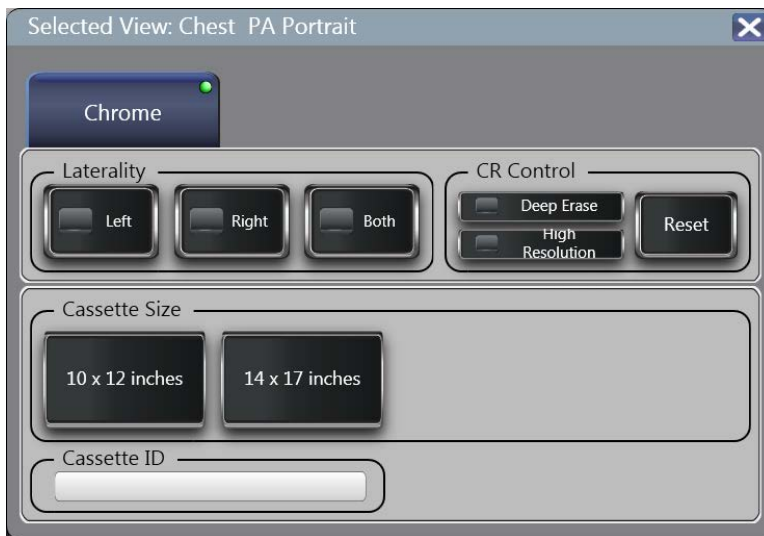 Selected View: Chest PA Portrait
Chrome
Laterality
Left
Right
Both
CR Control
Deep Erase
High
Resolution
Reset
Cassette Size
10 x 12 inches
14 x 17 inches
Cassette ID